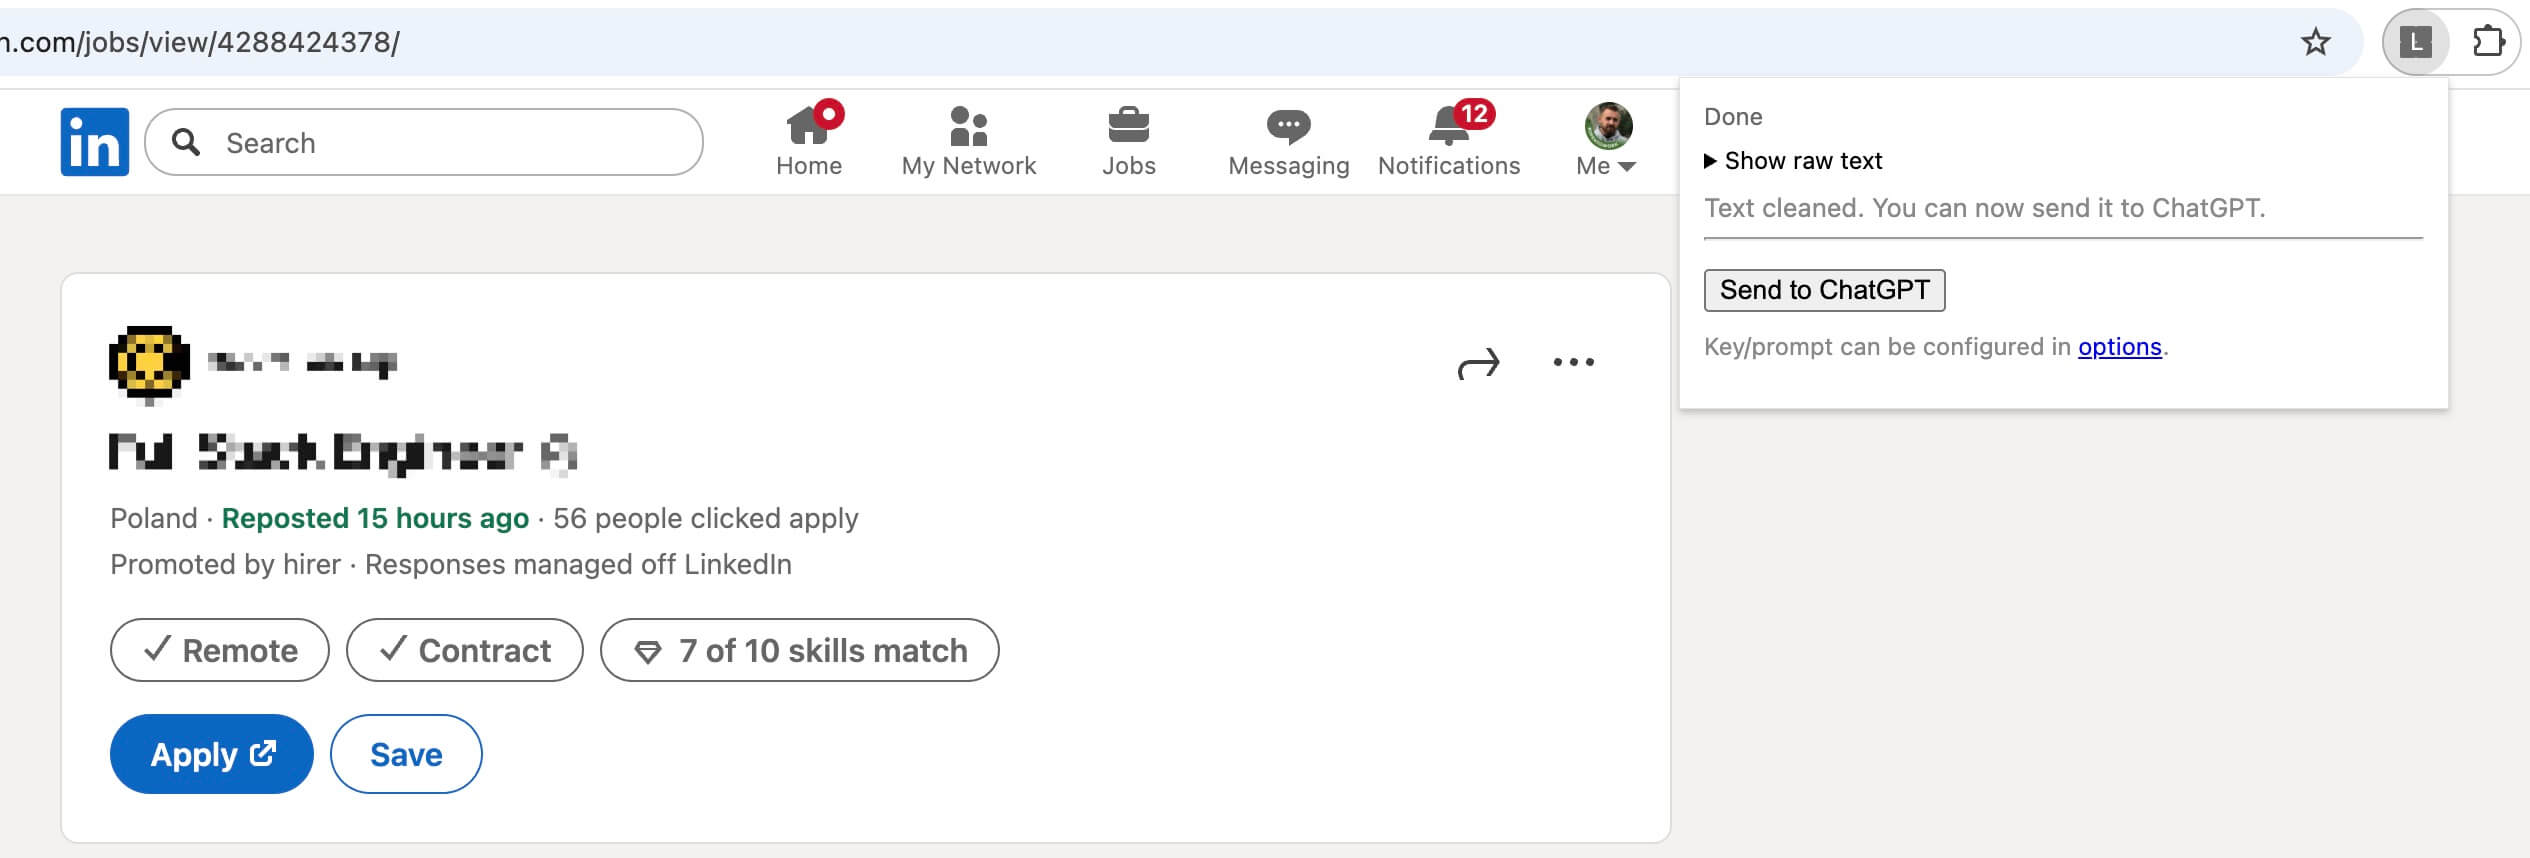 n.com/jobs/view/4288424378/
L
in
Search
Home
My Network
Jobs
Messaging
12
Notifications
Me
Done
Show raw text
Text cleaned. You can now send it to ChatGPT.
Send to ChatGPT
Key/prompt can be configured in options.
Poland · Reposted 15 hours ago · 56 people clicked apply
Promoted by hirer · Responses managed off LinkedIn
Remote
Contract
7 of 10 skills match
Apply
Save